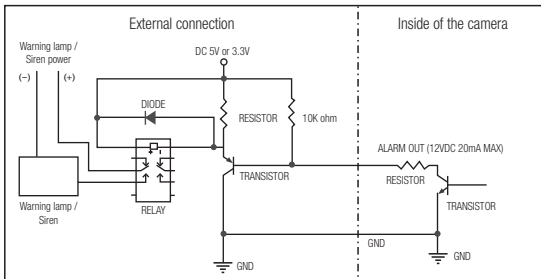 External connection
Inside of the camera
Warning lamp /
Siren power
(−)
(+)
DC 5V or 3.3V
DIODE
RESISTOR
10K ohm
ALARM OUT (12VDC 20mA MAX)
RESISTOR
TRANSISTOR
TRANSISTOR
Warning lamp /
Siren
RELAY
GND
GND
GND